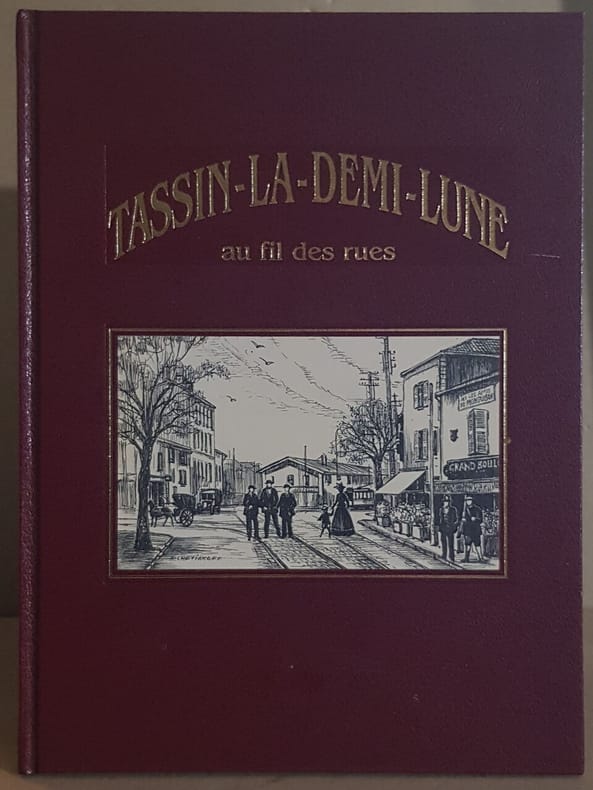 TASSIN-LA-DEMI-LUNE
au fil des rues
GRAND BOUL